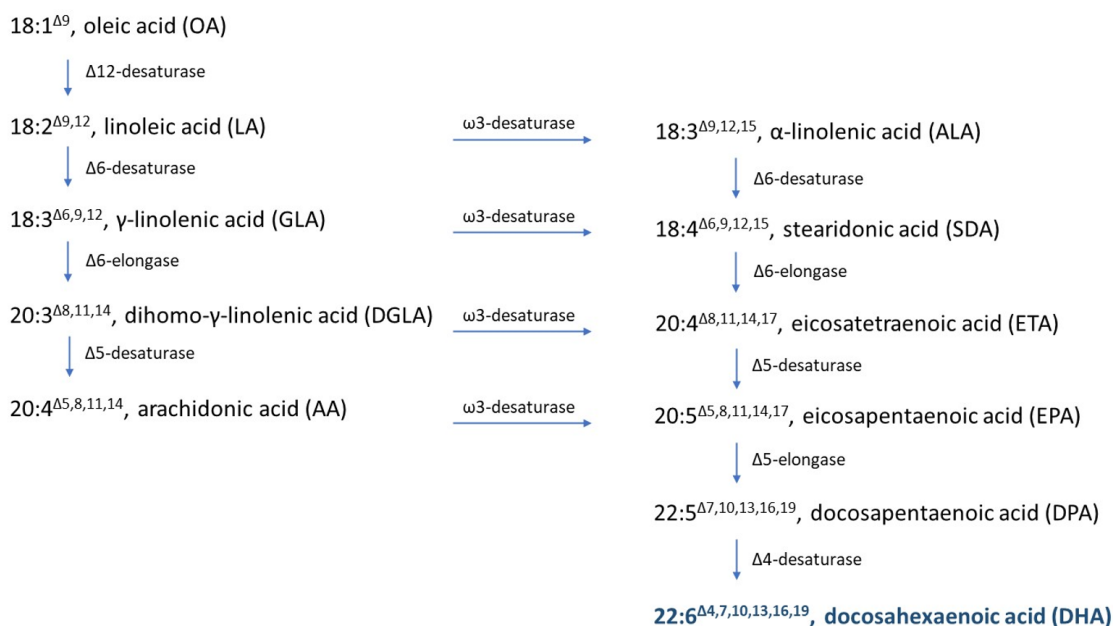 18:1Δ9, oleic acid (OA)
Δ12-desaturase
18:2Δ9,12, linoleic acid (LA)
ω3-desaturase
18:3Δ9,12,15, α-linolenic acid (ALA)
Δ6-desaturase
Δ6-desaturase
18:3Δ6,9,12, γ-linolenic acid (GLA)
ω3-desaturase
18:4Δ6,9,12,15, stearidonic acid (SDA)
Δ6-elongase
Δ6-elongase
20:3Δ8,11,14, dihomo-γ-linolenic acid (DGLA)
ω3-desaturase
20:4Δ8,11,14,17, eicosatetraenoic acid (ETA)
Δ5-desaturase
Δ5-desaturase
20:4Δ5,8,11,14, arachidonic acid (AA)
ω3-desaturase
20:5Δ5,8,11,14,17, eicosapentaenoic acid (EPA)
Δ5-elongase
22:5Δ7,10,13,16,19, docosapentaenoic acid (DPA)
Δ4-desaturase
22:6Δ4,7,10,13,16,19, docosahexaenoic acid (DHA)